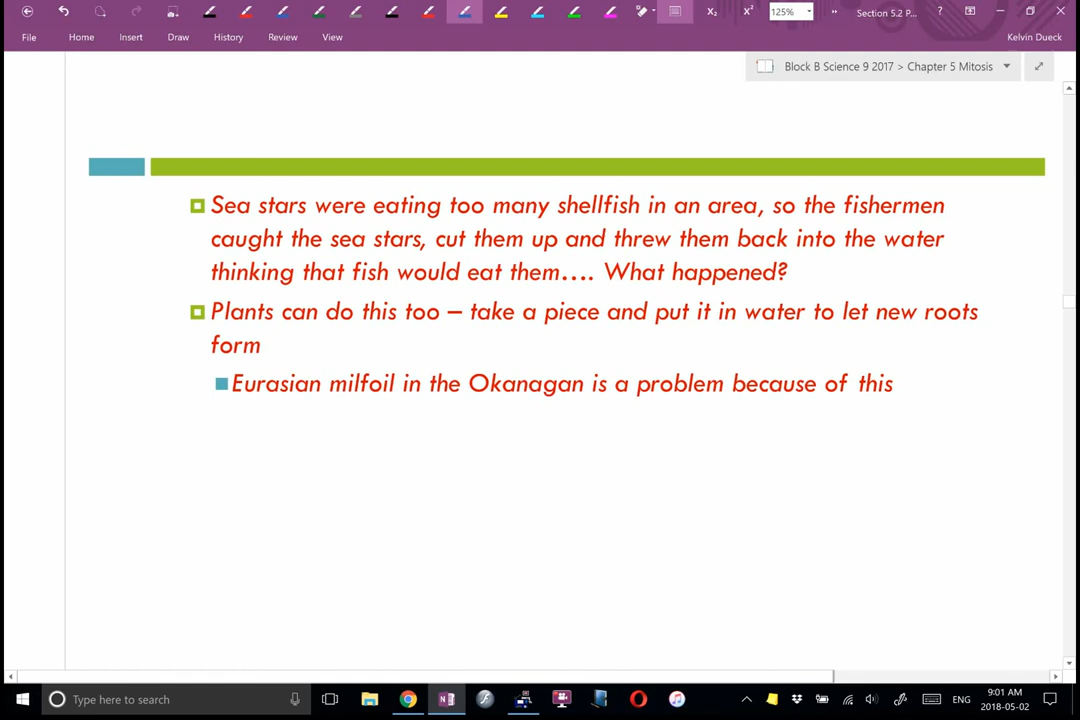 125%
Section 5.2 P...
File
Home
Insert
Draw
History
Review
View
Kelvin Dueck
Block B Science 9 2017 > Chapter 5 Mitosis
Sea stars were eating too many shellfish in an area, so the fishermen
caught the sea stars, cut them up and threw them back into the water
thinking that fish would eat them.... What happened?
Plants can do this too – take a piece and put it in water to let new roots
form
Eurasian milfoil in the Okanagan is a problem because of this
Type here to search
ENG
9:01 AM
2018-05-02